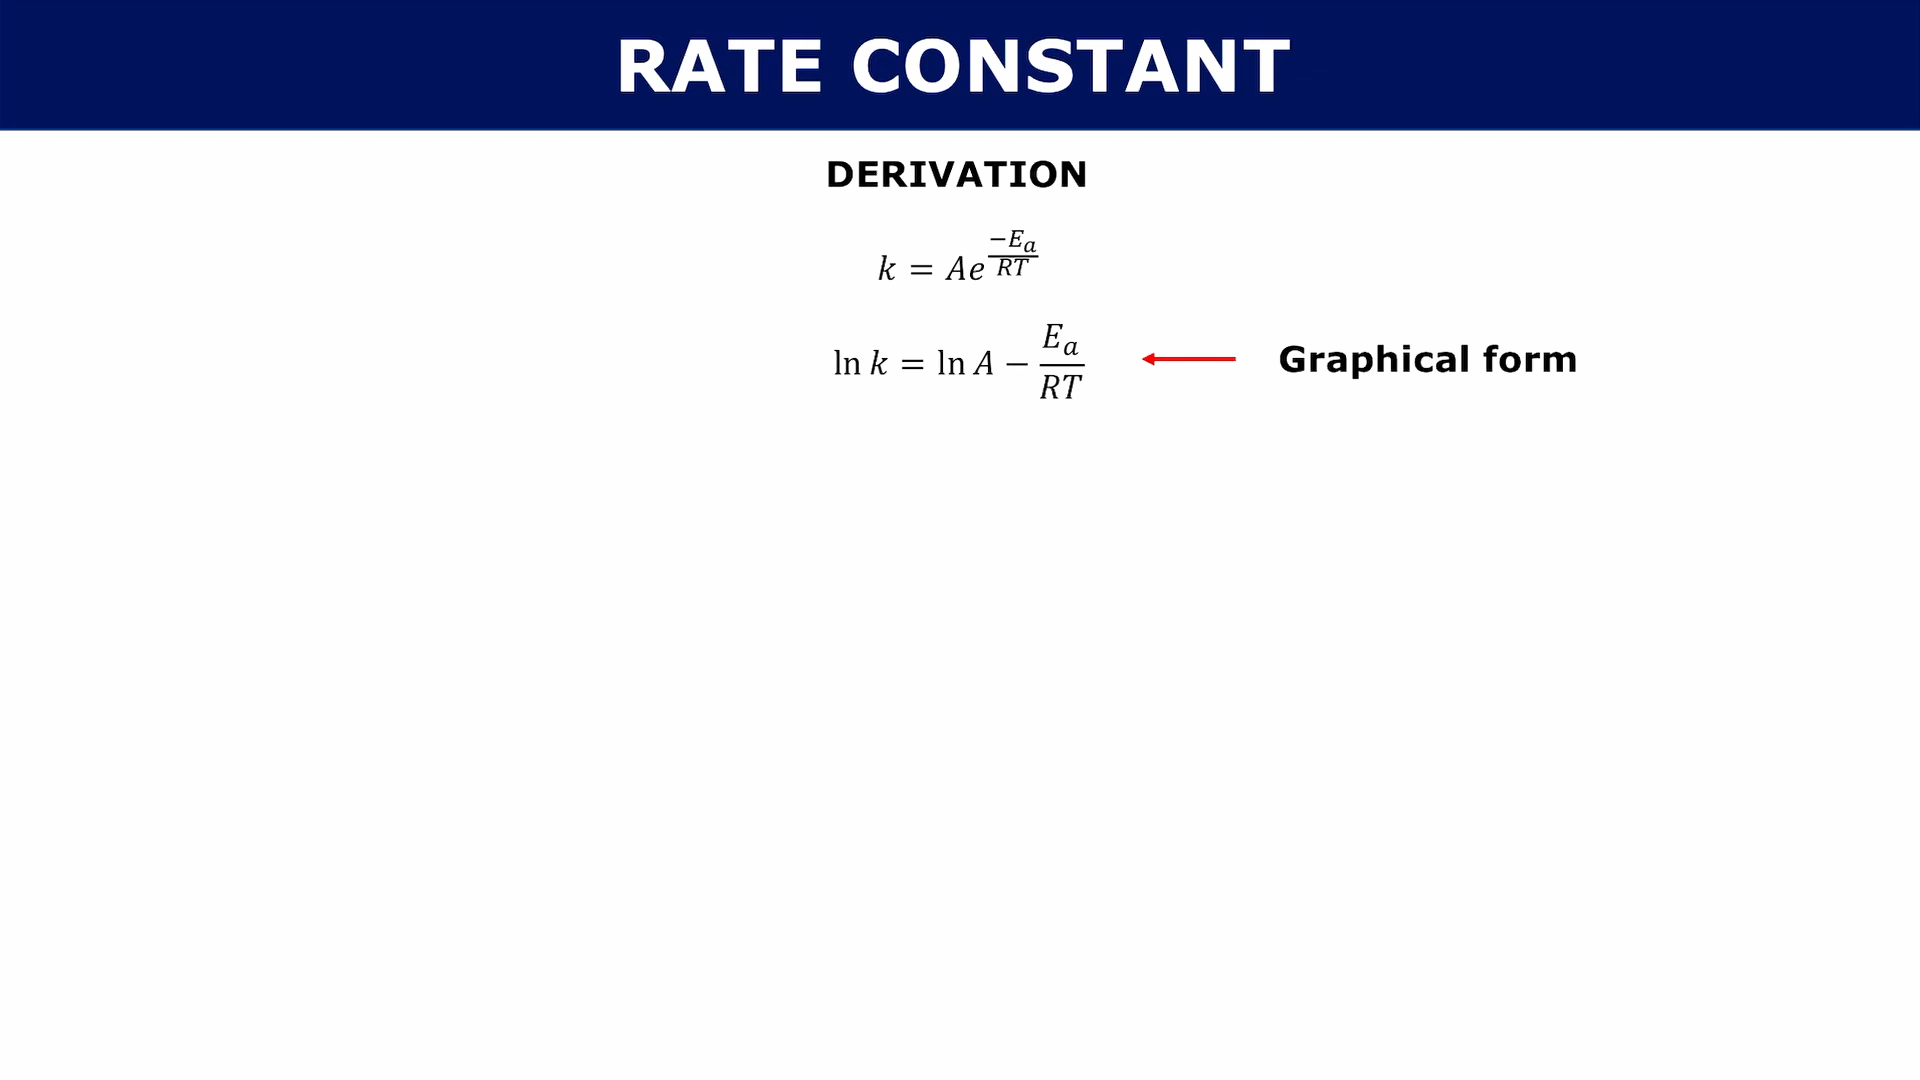 RATE CONSTANT
DERIVATION
k = Ae^(−Eₐ/RT)
ln k = ln A − Eₐ/RT
Graphical form